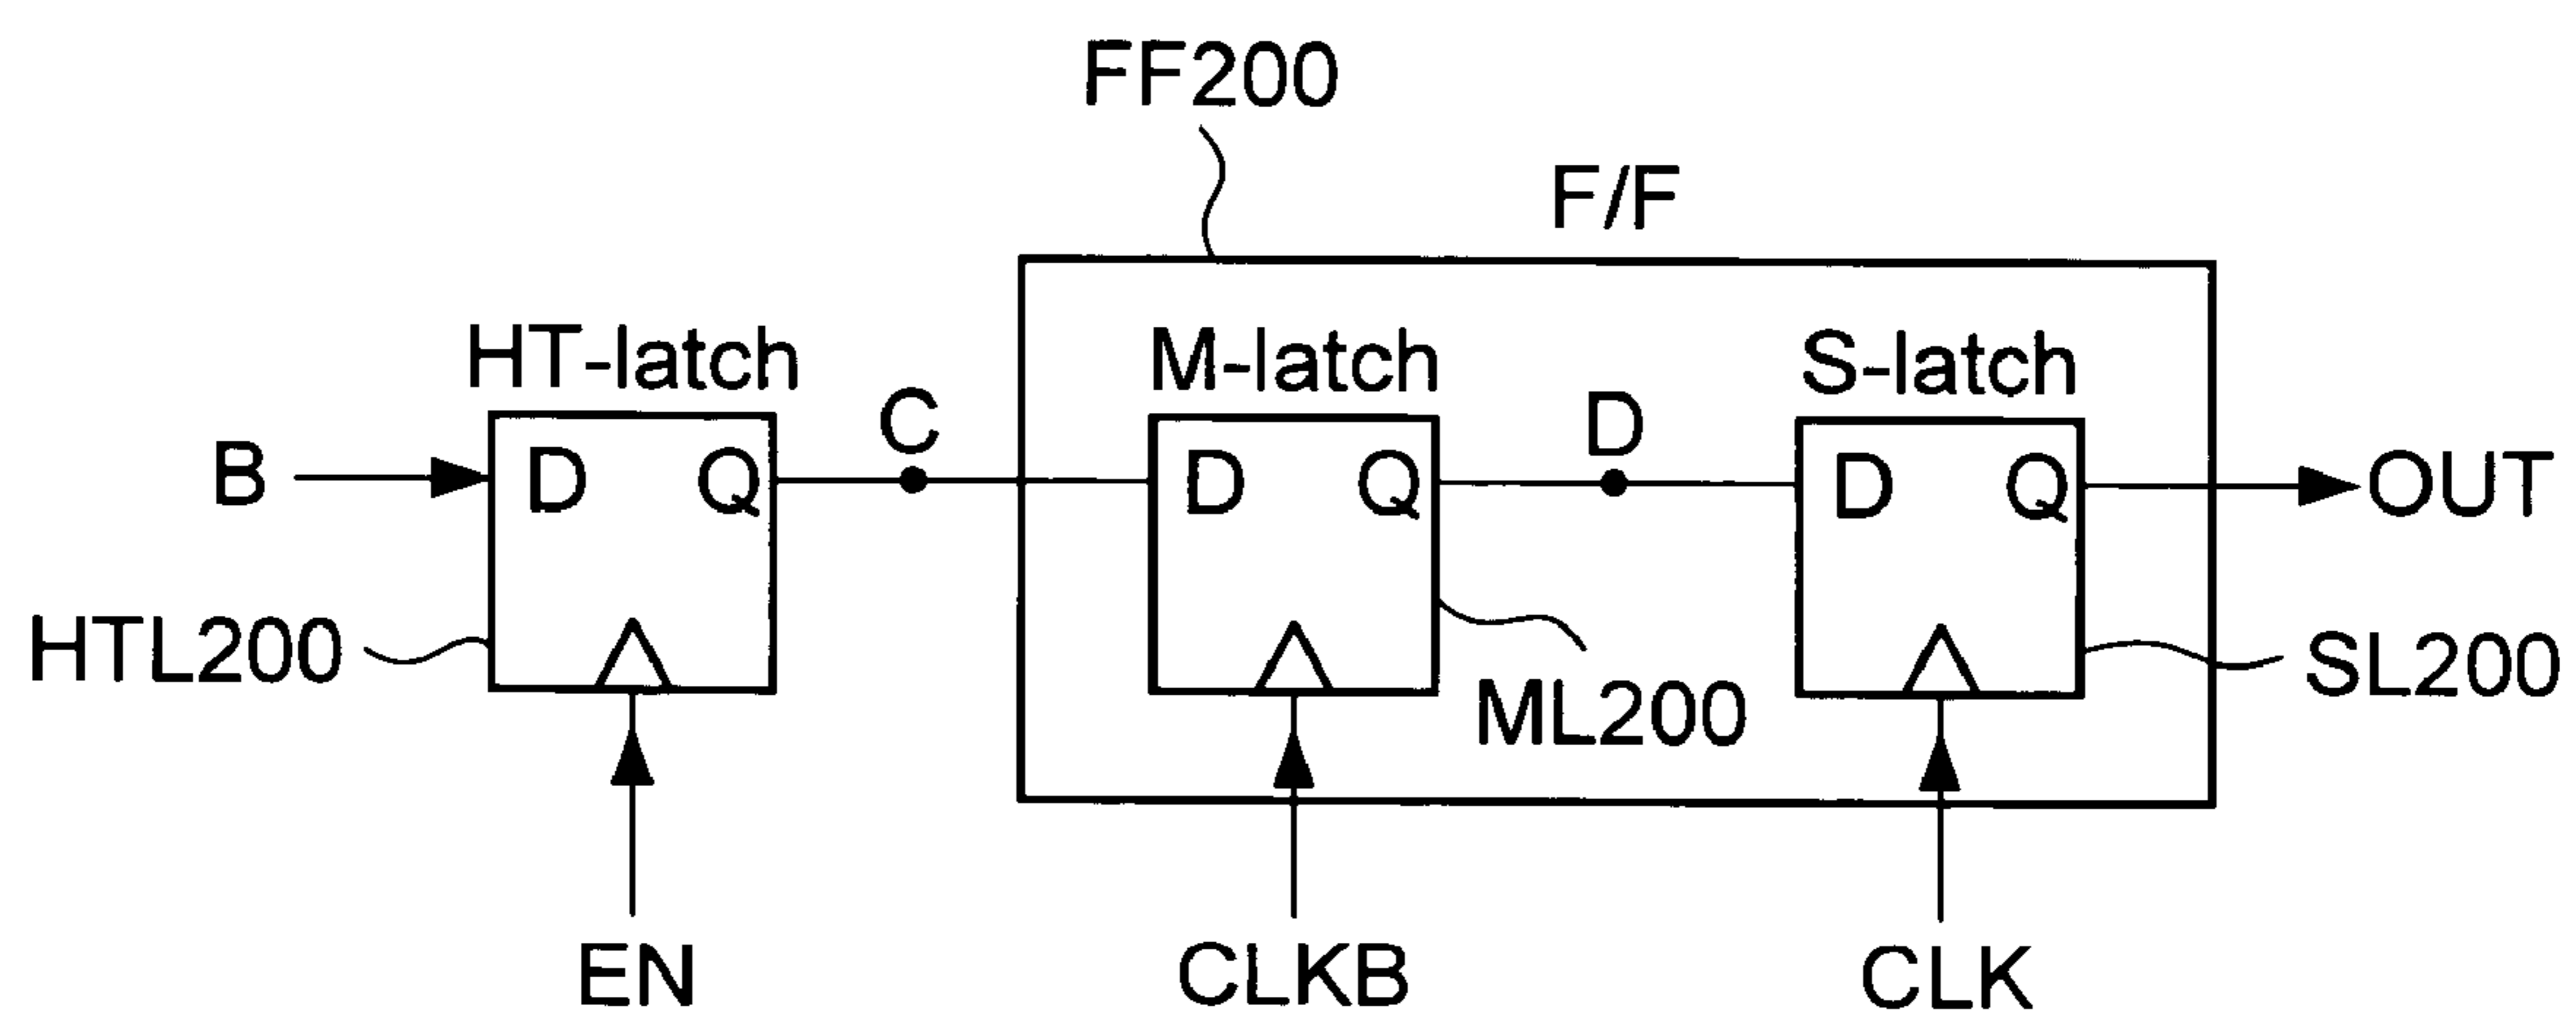 FF200
F/F
HT-latch
M-latch
S-latch
C
D
B
D
Q
D
Q
D
Q
OUT
HTL200
ML200
SL200
EN
CLKB
CLK